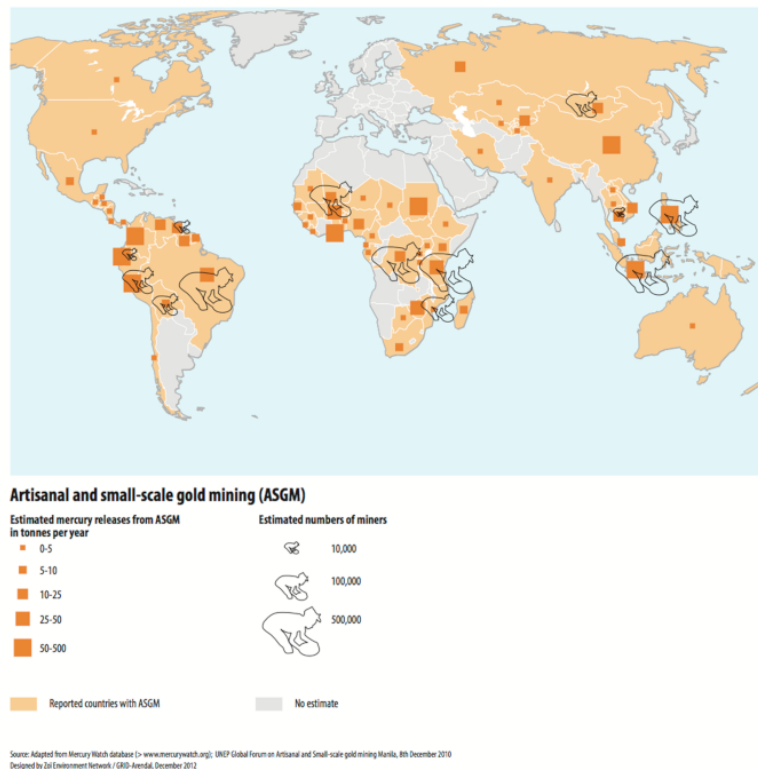 Artisanal and small-scale gold mining (ASGM)
Estimated mercury releases from ASGM
in tonnes per year
0-5
5-10
10-25
25-50
50-500
Estimated numbers of miners
10,000
100,000
500,000
Reported countries with ASGM
No estimate
Source: Adapted from Mercury Watch database (> www.mercurywatch.org); UNEP Global Forum on Artisanal and Small-scale gold mining Manila, 8th December 2010
Designed by Zoï Environment Network / GRID-Arendal, December 2012